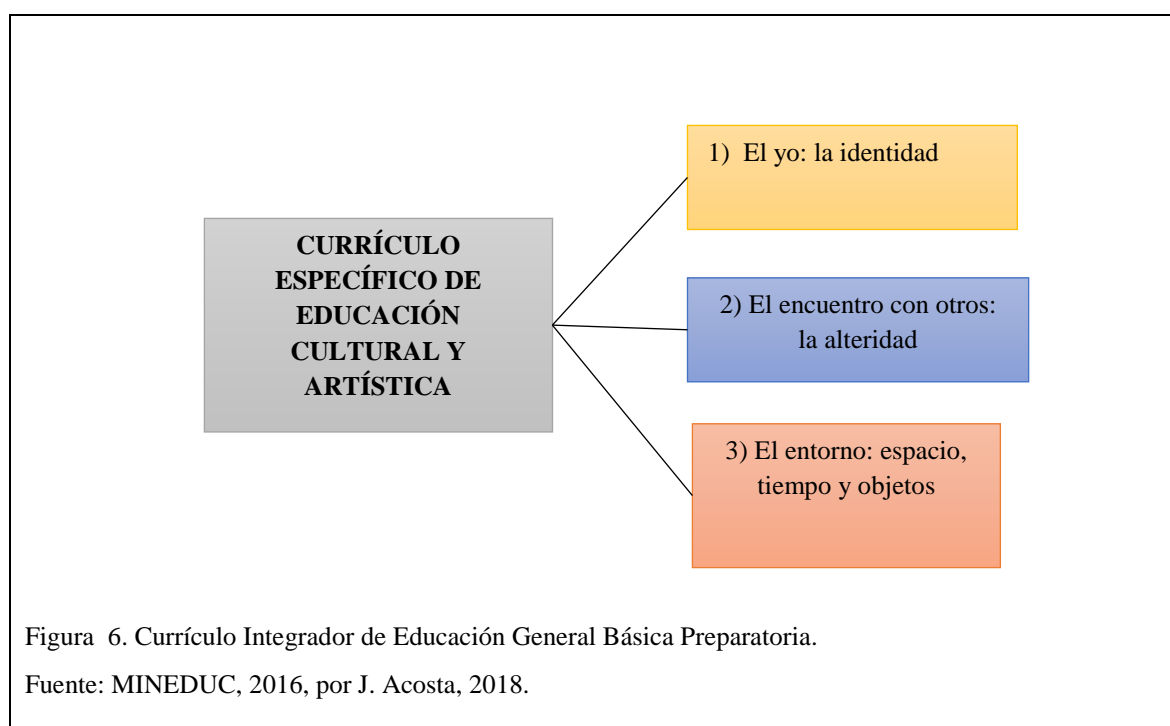 CURRÍCULO
ESPECÍFICO DE
EDUCACIÓN
CULTURAL Y
ARTÍSTICA
1) El yo: la identidad
2) El encuentro con otros:
la alteridad
3) El entorno: espacio,
tiempo y objetos
Figura 6. Currículo Integrador de Educación General Básica Preparatoria.
Fuente: MINEDUC, 2016, por J. Acosta, 2018.